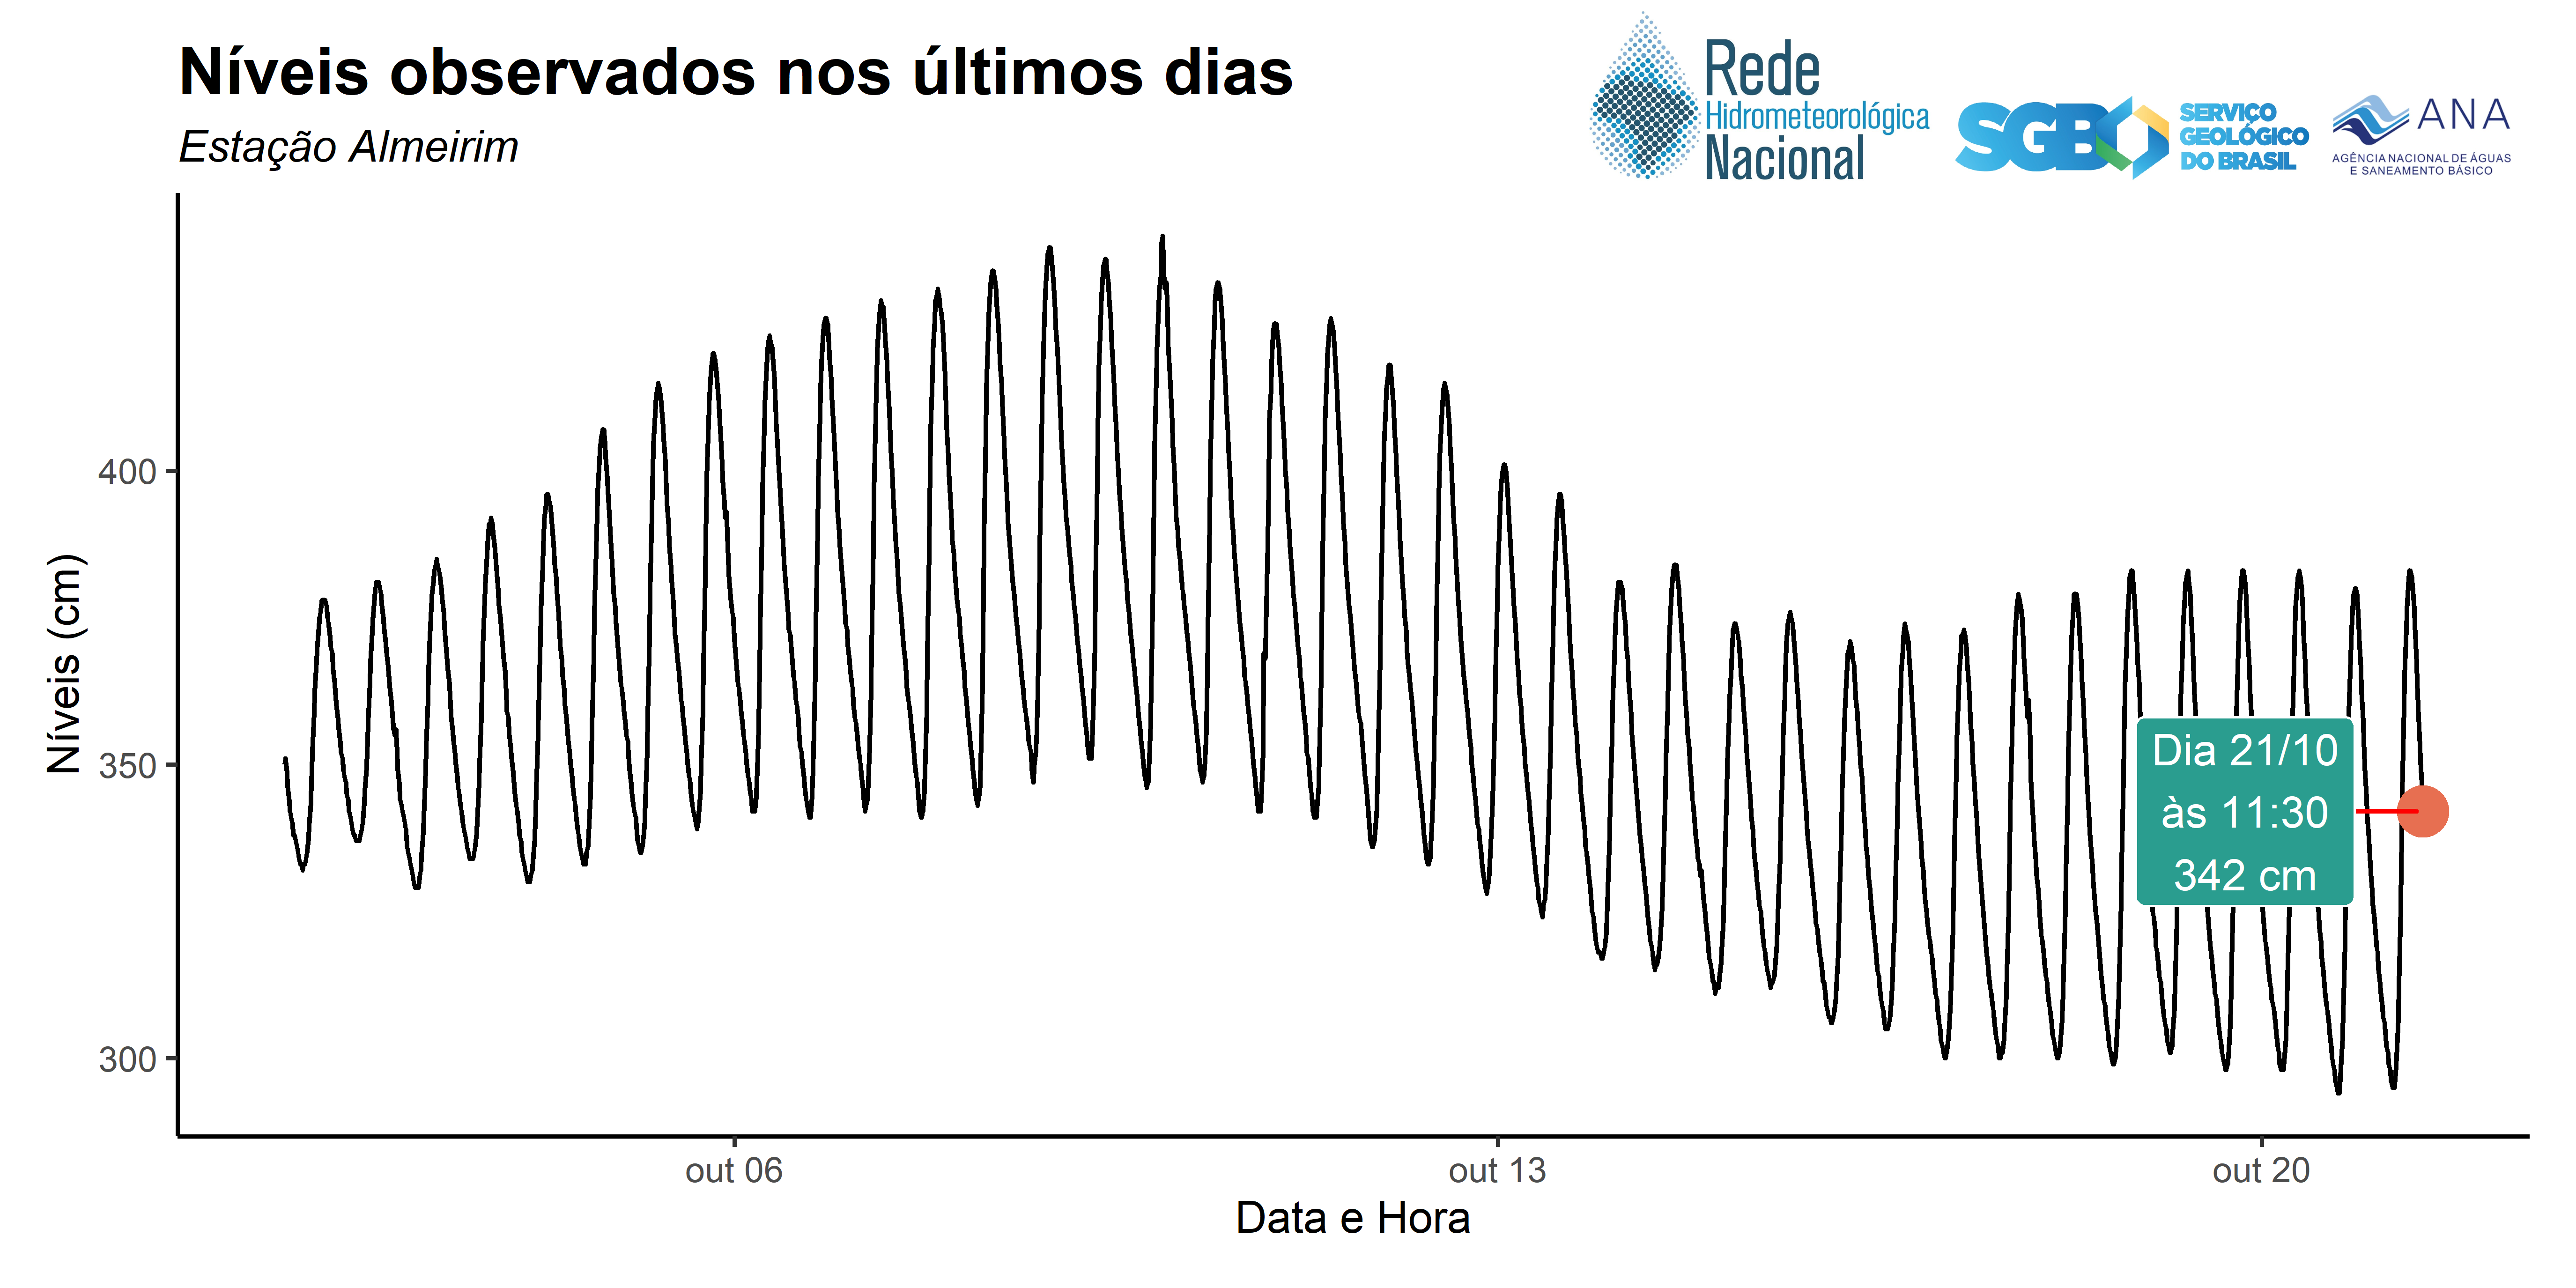 Níveis observados nos últimos dias
Estação Almeirim
Rede
Hidrometeorológica
Nacional
SGB
SERVIÇO
GEOLÓGICO
DO BRASIL
ANA
AGÊNCIA NACIONAL DE ÁGUAS
E SANEAMENTO BÁSICO
Níveis (cm)
400
350
300
Dia 21/10
às 11:30
342 cm
out 06
out 13
out 20
Data e Hora